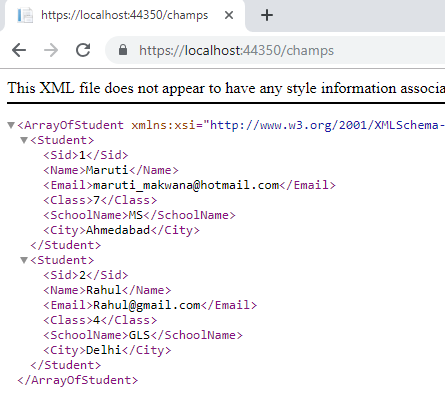 https://localhost:44350/champs
https://localhost:44350/champs
This XML file does not appear to have any style information associa
<ArrayOfStudent xmlns:xsi="http://www.w3.org/2001/XMLSchema-
<Student>
<Sid>1</Sid>
<Name>Maruti</Name>
<Email>maruti_makwana@hotmail.com</Email>
<Class>7</Class>
<SchoolName>MS</SchoolName>
<City>Ahmedabad</City>
</Student>
<Student>
<Sid>2</Sid>
<Name>Rahul</Name>
<Email>Rahul@gmail.com</Email>
<Class>4</Class>
<SchoolName>GLS</SchoolName>
<City>Delhi</City>
</Student>
</ArrayOfStudent>